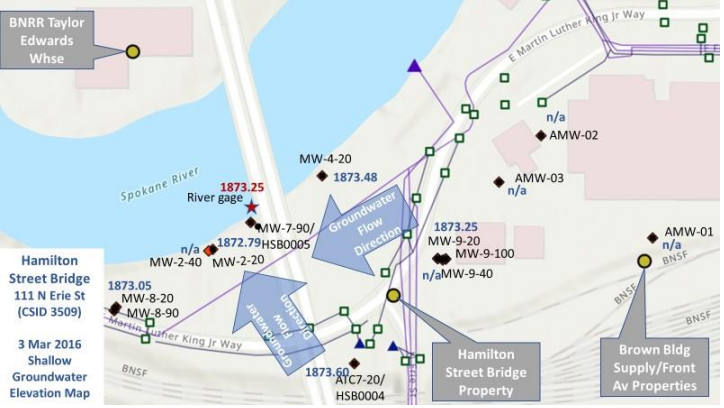 BNRR Taylor
Edwards
Whse
E Martin Luther King Jr Way
n/a
AMW-02
MW-4-20
1873.48
AMW-03
n/a
Spokane River
1873.25
River gage
Groundwater
Flow
Direction
MW-7-90/
HSB0005
1872.79
n/a
MW-2-40
MW-2-20
1873.25
MW-9-20
MW-9-100
n/a
MW-9-40
AMW-01
n/a
BNSF
BNSF
Hamilton
Street Bridge
111 N Erie St
(CSID 3509)
3 Mar 2016
Shallow
Groundwater
Elevation Map
1873.05
MW-8-20
MW-8-90
Martin Luther King Jr Way
Groundwater
Flow
Direction
BNSF
1873.60
ATC7-20/
HSB0004
Hamilton
Street Bridge
Property
Brown Bldg
Supply/Front
Av Properties